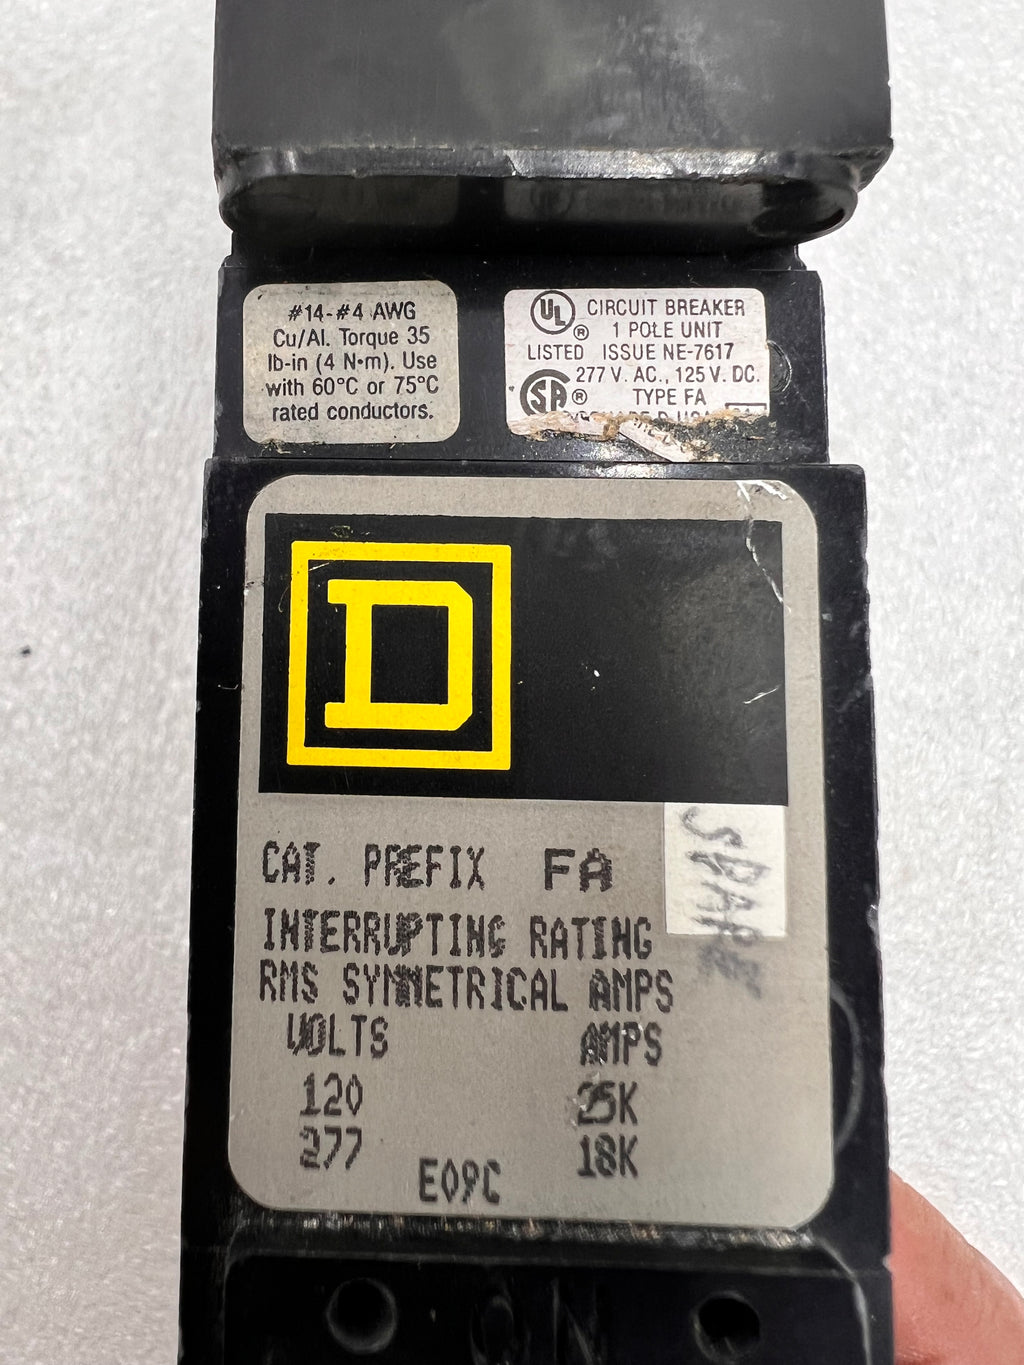 #14-#4 AWG
Cu/Al. Torque 35
lb-in (4 N•m). Use
with 60°C or 75°C
rated conductors.
UL ® CIRCUIT BREAKER
1 POLE UNIT
LISTED ISSUE NE-7617
SA ® 277 V. AC., 125 V. DC.
TYPE FA
D
SPARE
CAT. PREFIX FA
INTERRUPTING RATING
RMS SYMMETRICAL AMPS
VOLTS AMPS
120 25K
277 18K
E09C